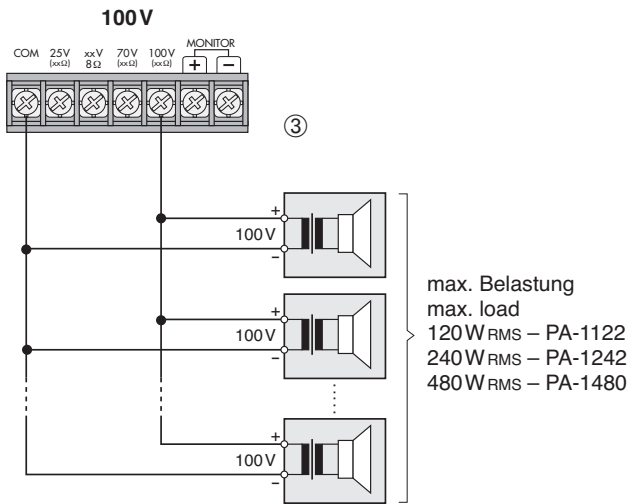 100 V
MONITOR
COM 25V xxV 70V 100V + −
(xxΩ) 8Ω (xxΩ) (xxΩ)
③
+
100 V
−
+
100 V
−
+
100 V
−
max. Belastung
max. load
120 W RMS – PA-1122
240 W RMS – PA-1242
480 W RMS – PA-1480